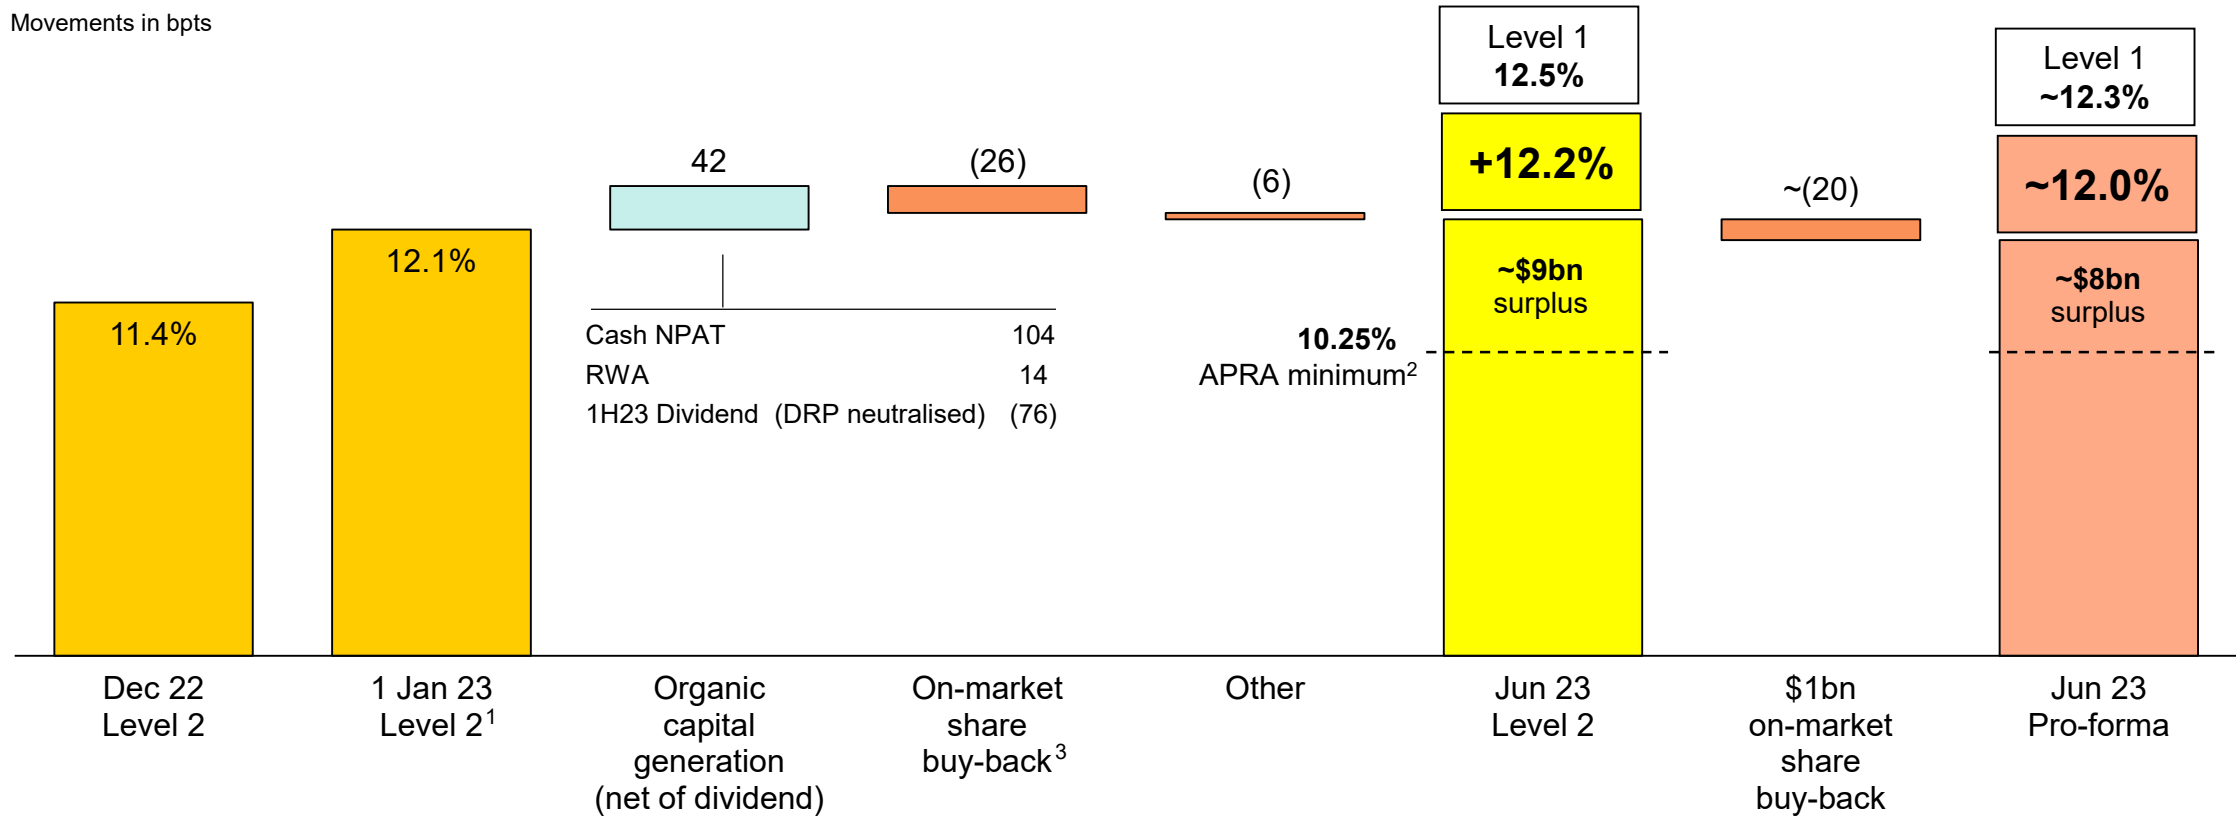 Movements in bpts
11.4%
12.1%
42
Cash NPAT 104
RWA 14
1H23 Dividend (DRP neutralised) (76)
(26)
(6)
10.25%
APRA minimum²
Level 1
12.5%
+12.2%
~$9bn
surplus
~(20)
Level 1
~12.3%
~12.0%
~$8bn
surplus
Dec 22
Level 2
1 Jan 23
Level 2¹
Organic
capital
generation
(net of dividend)
On-market
share
buy-back³
Other
Jun 23
Level 2
$1bn
on-market
share
buy-back
Jun 23
Pro-forma